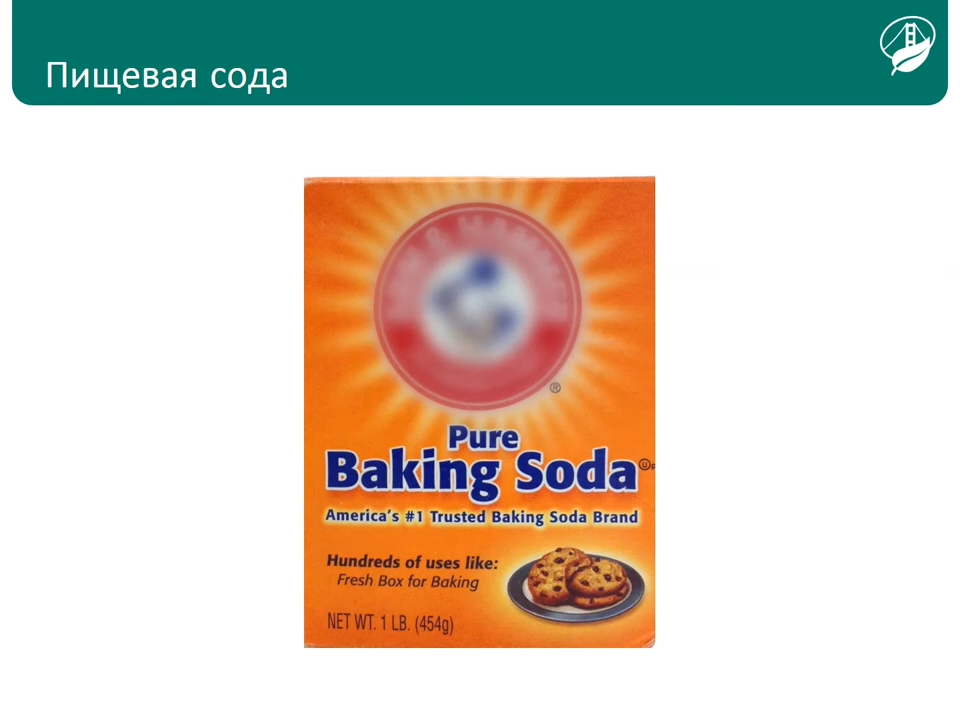 Пищевая сода
®
Pure
Baking Soda
America's #1 Trusted Baking Soda Brand
Hundreds of uses like:
Fresh Box for Baking
NET WT. 1 LB. (454g)